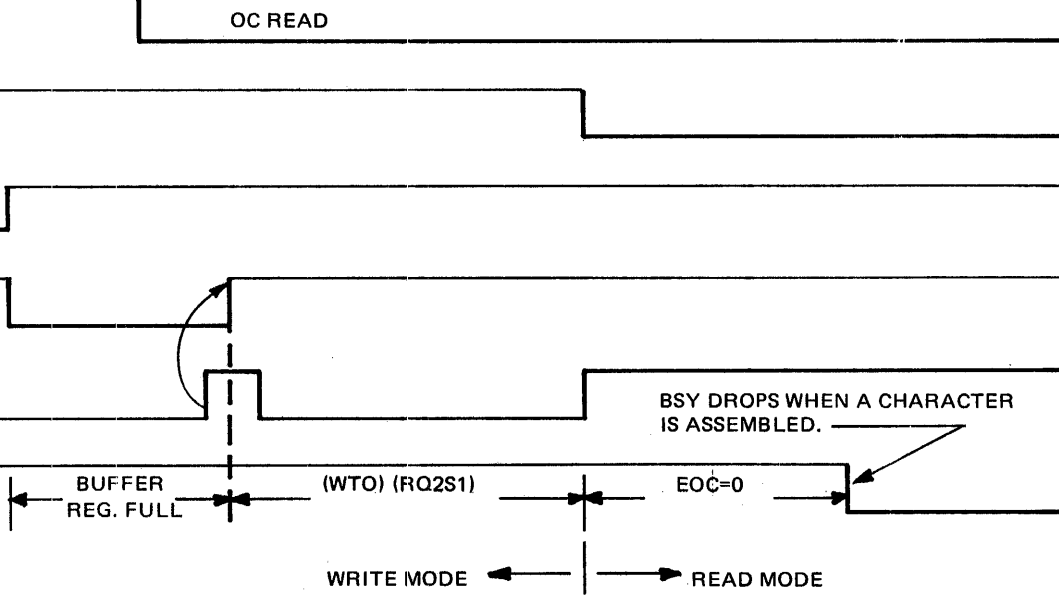 OC READ
BSY DROPS WHEN A CHARACTER
IS ASSEMBLED.
BUFFER
REG. FULL
(WTO) (RQ2S1)
EOC=0
WRITE MODE
READ MODE